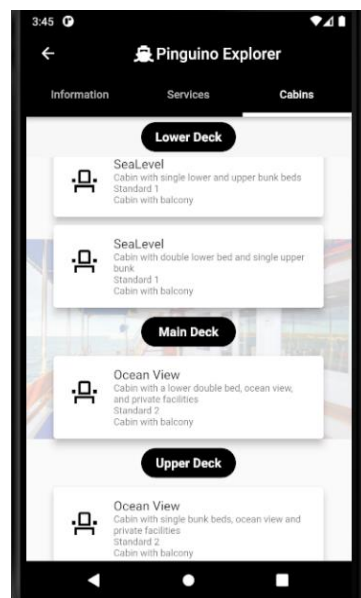 3:45
Pinguino Explorer
Information Services Cabins
Lower Deck
SeaLevel
Cabin with single lower and upper bunk beds
Standard 1
Cabin with balcony
SeaLevel
Cabin with double lower bed and single upper
bunk
Standard 1
Cabin with balcony
Main Deck
Ocean View
Cabin with a lower double bed, ocean view,
and private facilities
Standard 2
Cabin with balcony
Upper Deck
Ocean View
Cabin with single bunk beds, ocean view and
private facilities
Standard 2
Cabin with balcony